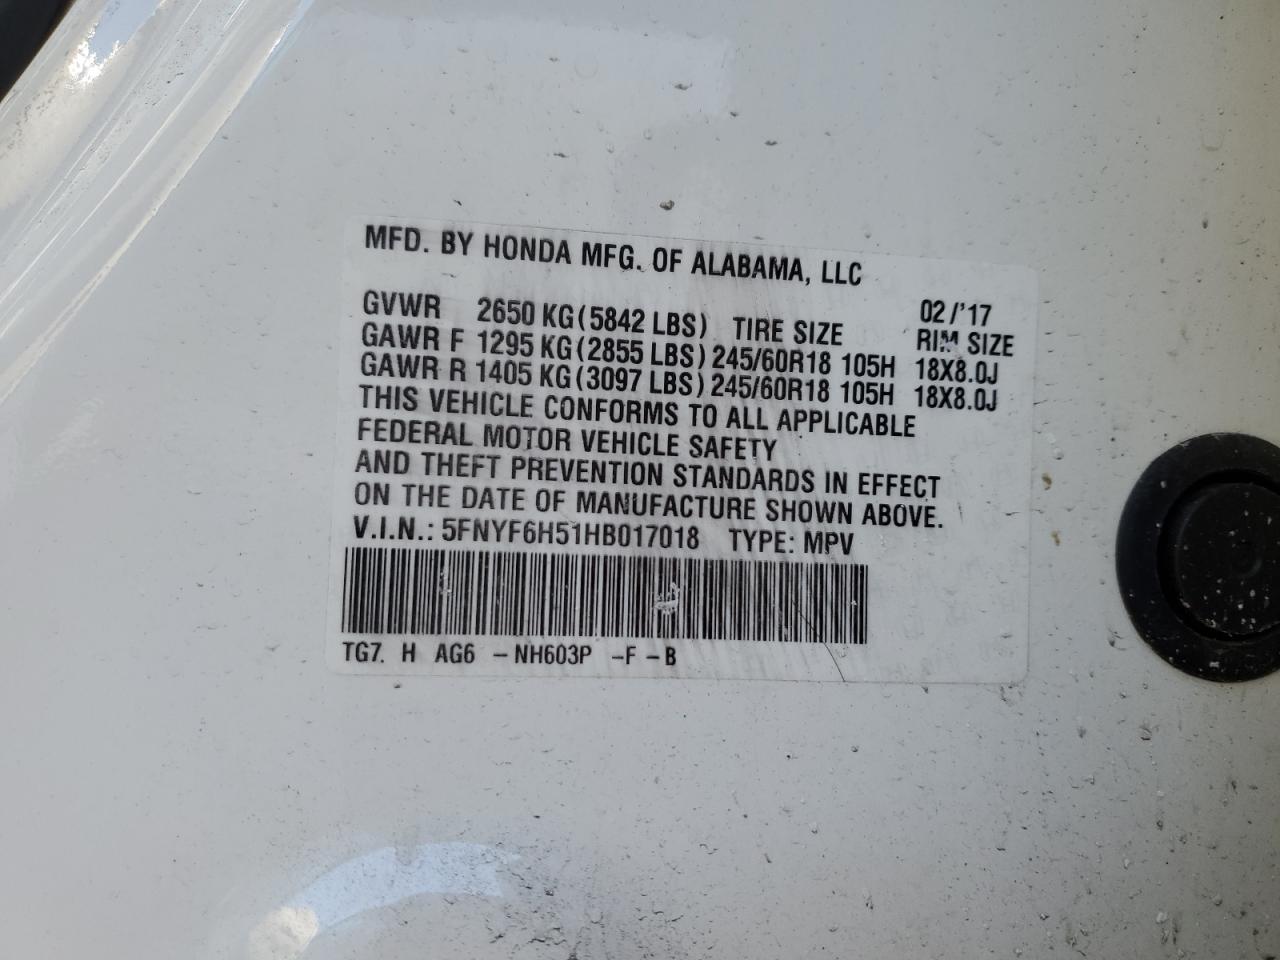 MFD. BY HONDA MFG. OF ALABAMA, LLC
02/'17
GVWR 2650 KG(5842 LBS) TIRE SIZE RIM SIZE
GAWR F 1295 KG(2855 LBS) 245/60R18 105H 18X8.0J
GAWR R 1405 KG(3097 LBS) 245/60R18 105H 18X8.0J
THIS VEHICLE CONFORMS TO ALL APPLICABLE
FEDERAL MOTOR VEHICLE SAFETY
AND THEFT PREVENTION STANDARDS IN EFFECT
ON THE DATE OF MANUFACTURE SHOWN ABOVE.
V.I.N.: 5FNYF6H51HB017018 TYPE: MPV
TG7. H AG6 -NH603P -F -B